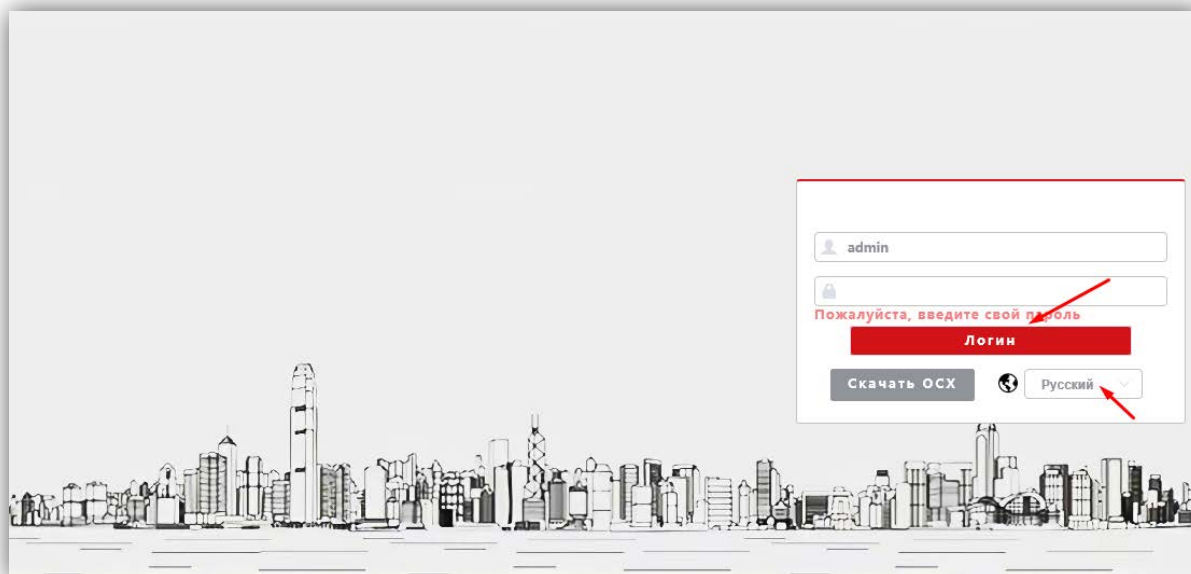 admin
Пожалуйста, введите свой пароль
Логин
Скачать OCX
Русский